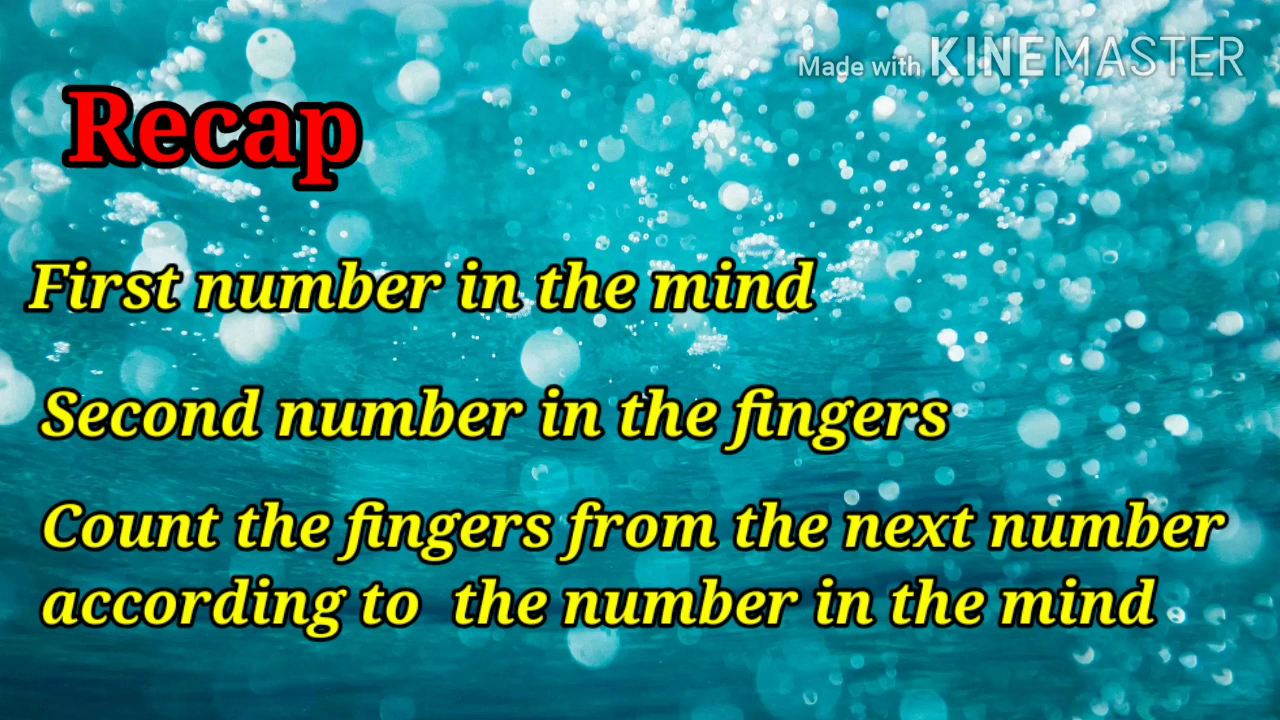 Made with KINEMASTER
Recap
First number in the mind
Second number in the fingers
Count the fingers from the next number
according to the number in the mind